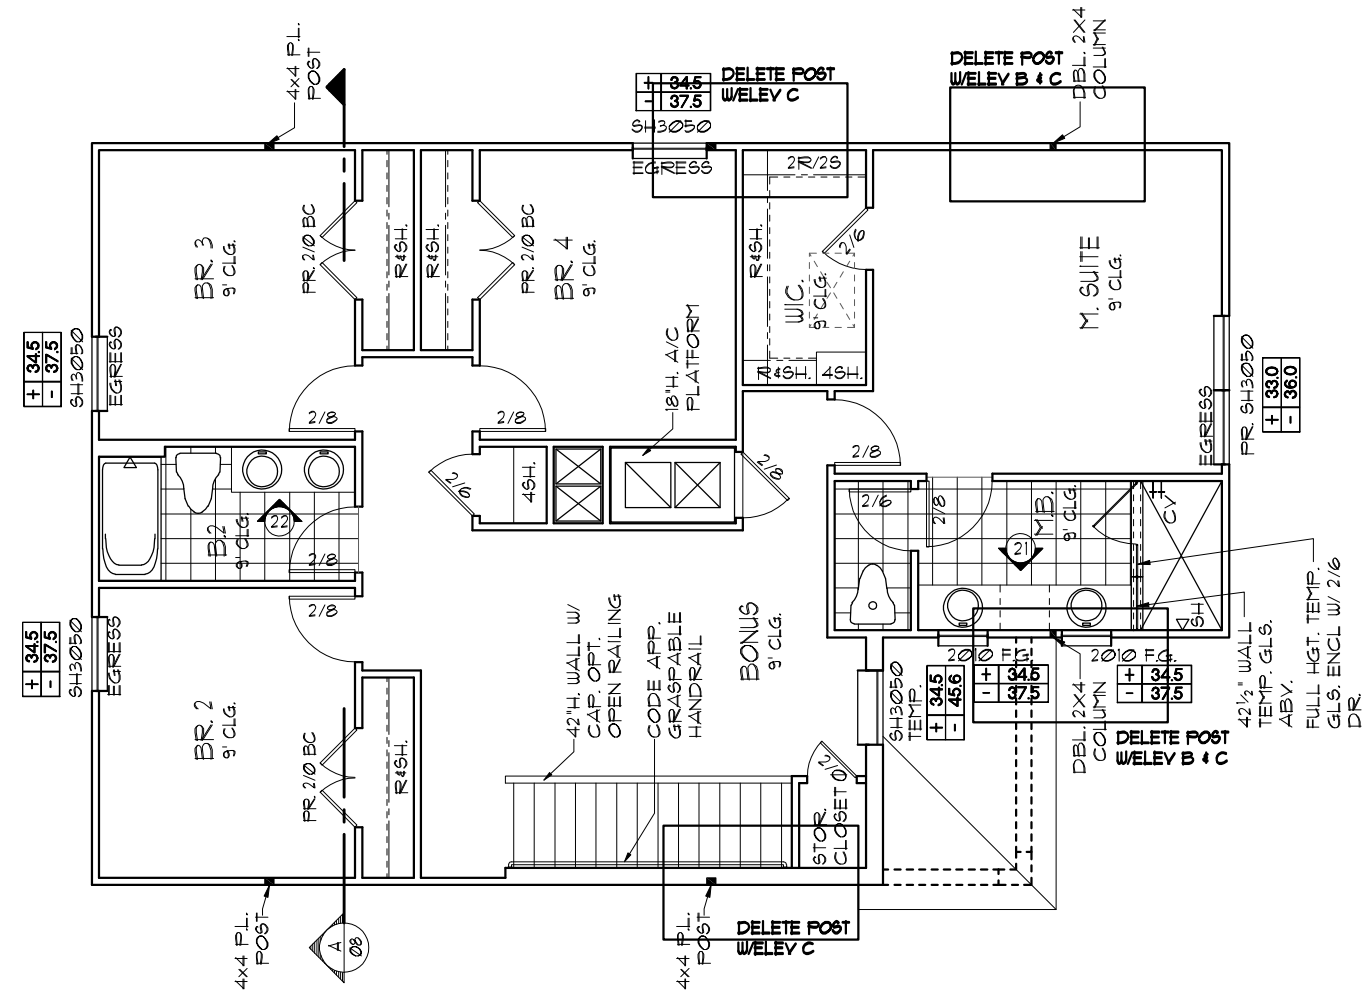 4x4 P.L.
POST
+ 34.5
- 37.5
SH3050
EGRESS
DELETE POST
W/ELEV C
DELETE POST
W/ELEV B & C
DBL. 2X4
COLUMN
BR. 3
9' CLG.
PR. 2/0 BC
R&SH.
R&SH.
PR. 2/0 BC
BR. 4
9' CLG.
2R/2S
R&SH.
2/6
WIC.
9' CLG.
R&SH.
4SH.
M. SUITE
9' CLG.
+ 34.5
- 37.5
SH3050
EGRESS
2/8
2/8
18"H. A/C
PLATFORM
EGRESS
PR. SH3050
+ 33.0
- 36.0
2/6
4SH.
2/8
2/8
B.2
9' CLG.
22
2/8
2/6
2/8
M.B.
9' CLG.
21
CV
SH
2/8
+ 34.5
- 37.5
SH3050
EGRESS
BR. 2
9' CLG.
PR. 2/0 BC
R&SH.
42"H. WALL W/
CAP. OPT.
OPEN RAILING
CODE APP.
GRASPABLE
HANDRAIL
BONUS
9' CLG.
SH3050
TEMP.
+ 34.5
- 45.6
2010 F.G.
+ 34.5
- 37.5
2010 F.G.
+ 34.5
- 37.5
DBL. 2X4
COLUMN
DELETE POST
W/ELEV B & C
42½" WALL
TEMP. GLS.
ABV.
FULL HGT. TEMP.
GLS. ENCL W/ 2/6
DR.
2/0
STOR.
CLOSET
4x4 P.L.
POST
A
08
4x4 P.L.
POST
DELETE POST
W/ELEV C